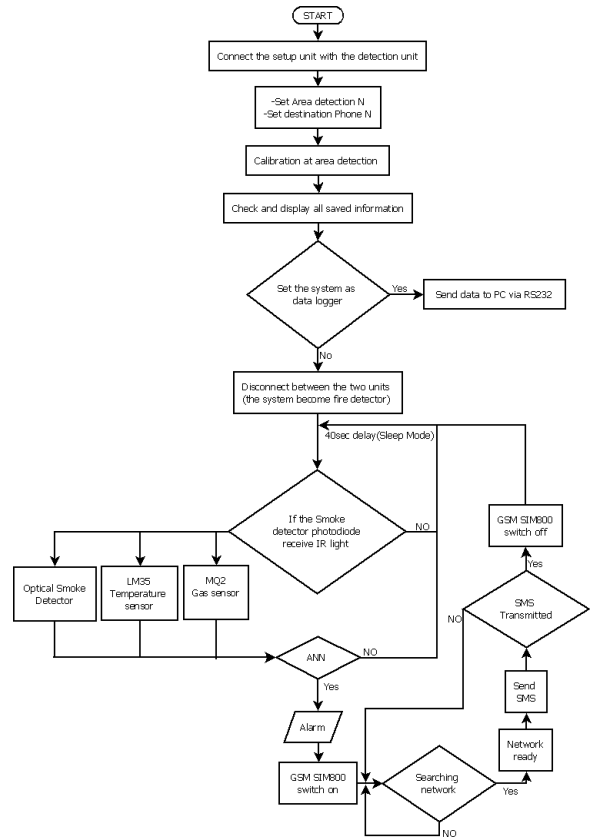 START
Connect the setup unit with the detection unit
-Set Area detection N
-Set destination Phone N
Calibration at area detection
Check and display all saved information
Set the system as
data logger
Yes
Send data to PC via RS232
No
Disconnect between the two units
(the system become fire detector)
40sec delay(Sleep Mode)
If the Smoke
detector photodiode
receive IR light
NO
GSM SIM800
switch off
Yes
Optical Smoke
Detector
LM35
Temperature
sensor
MQ2
Gas sensor
SMS
Transmitted
NO
ANN
NO
Yes
Send
SMS
Alarm
Network
ready
GSM SIM800
switch on
Searching
network
Yes
NO